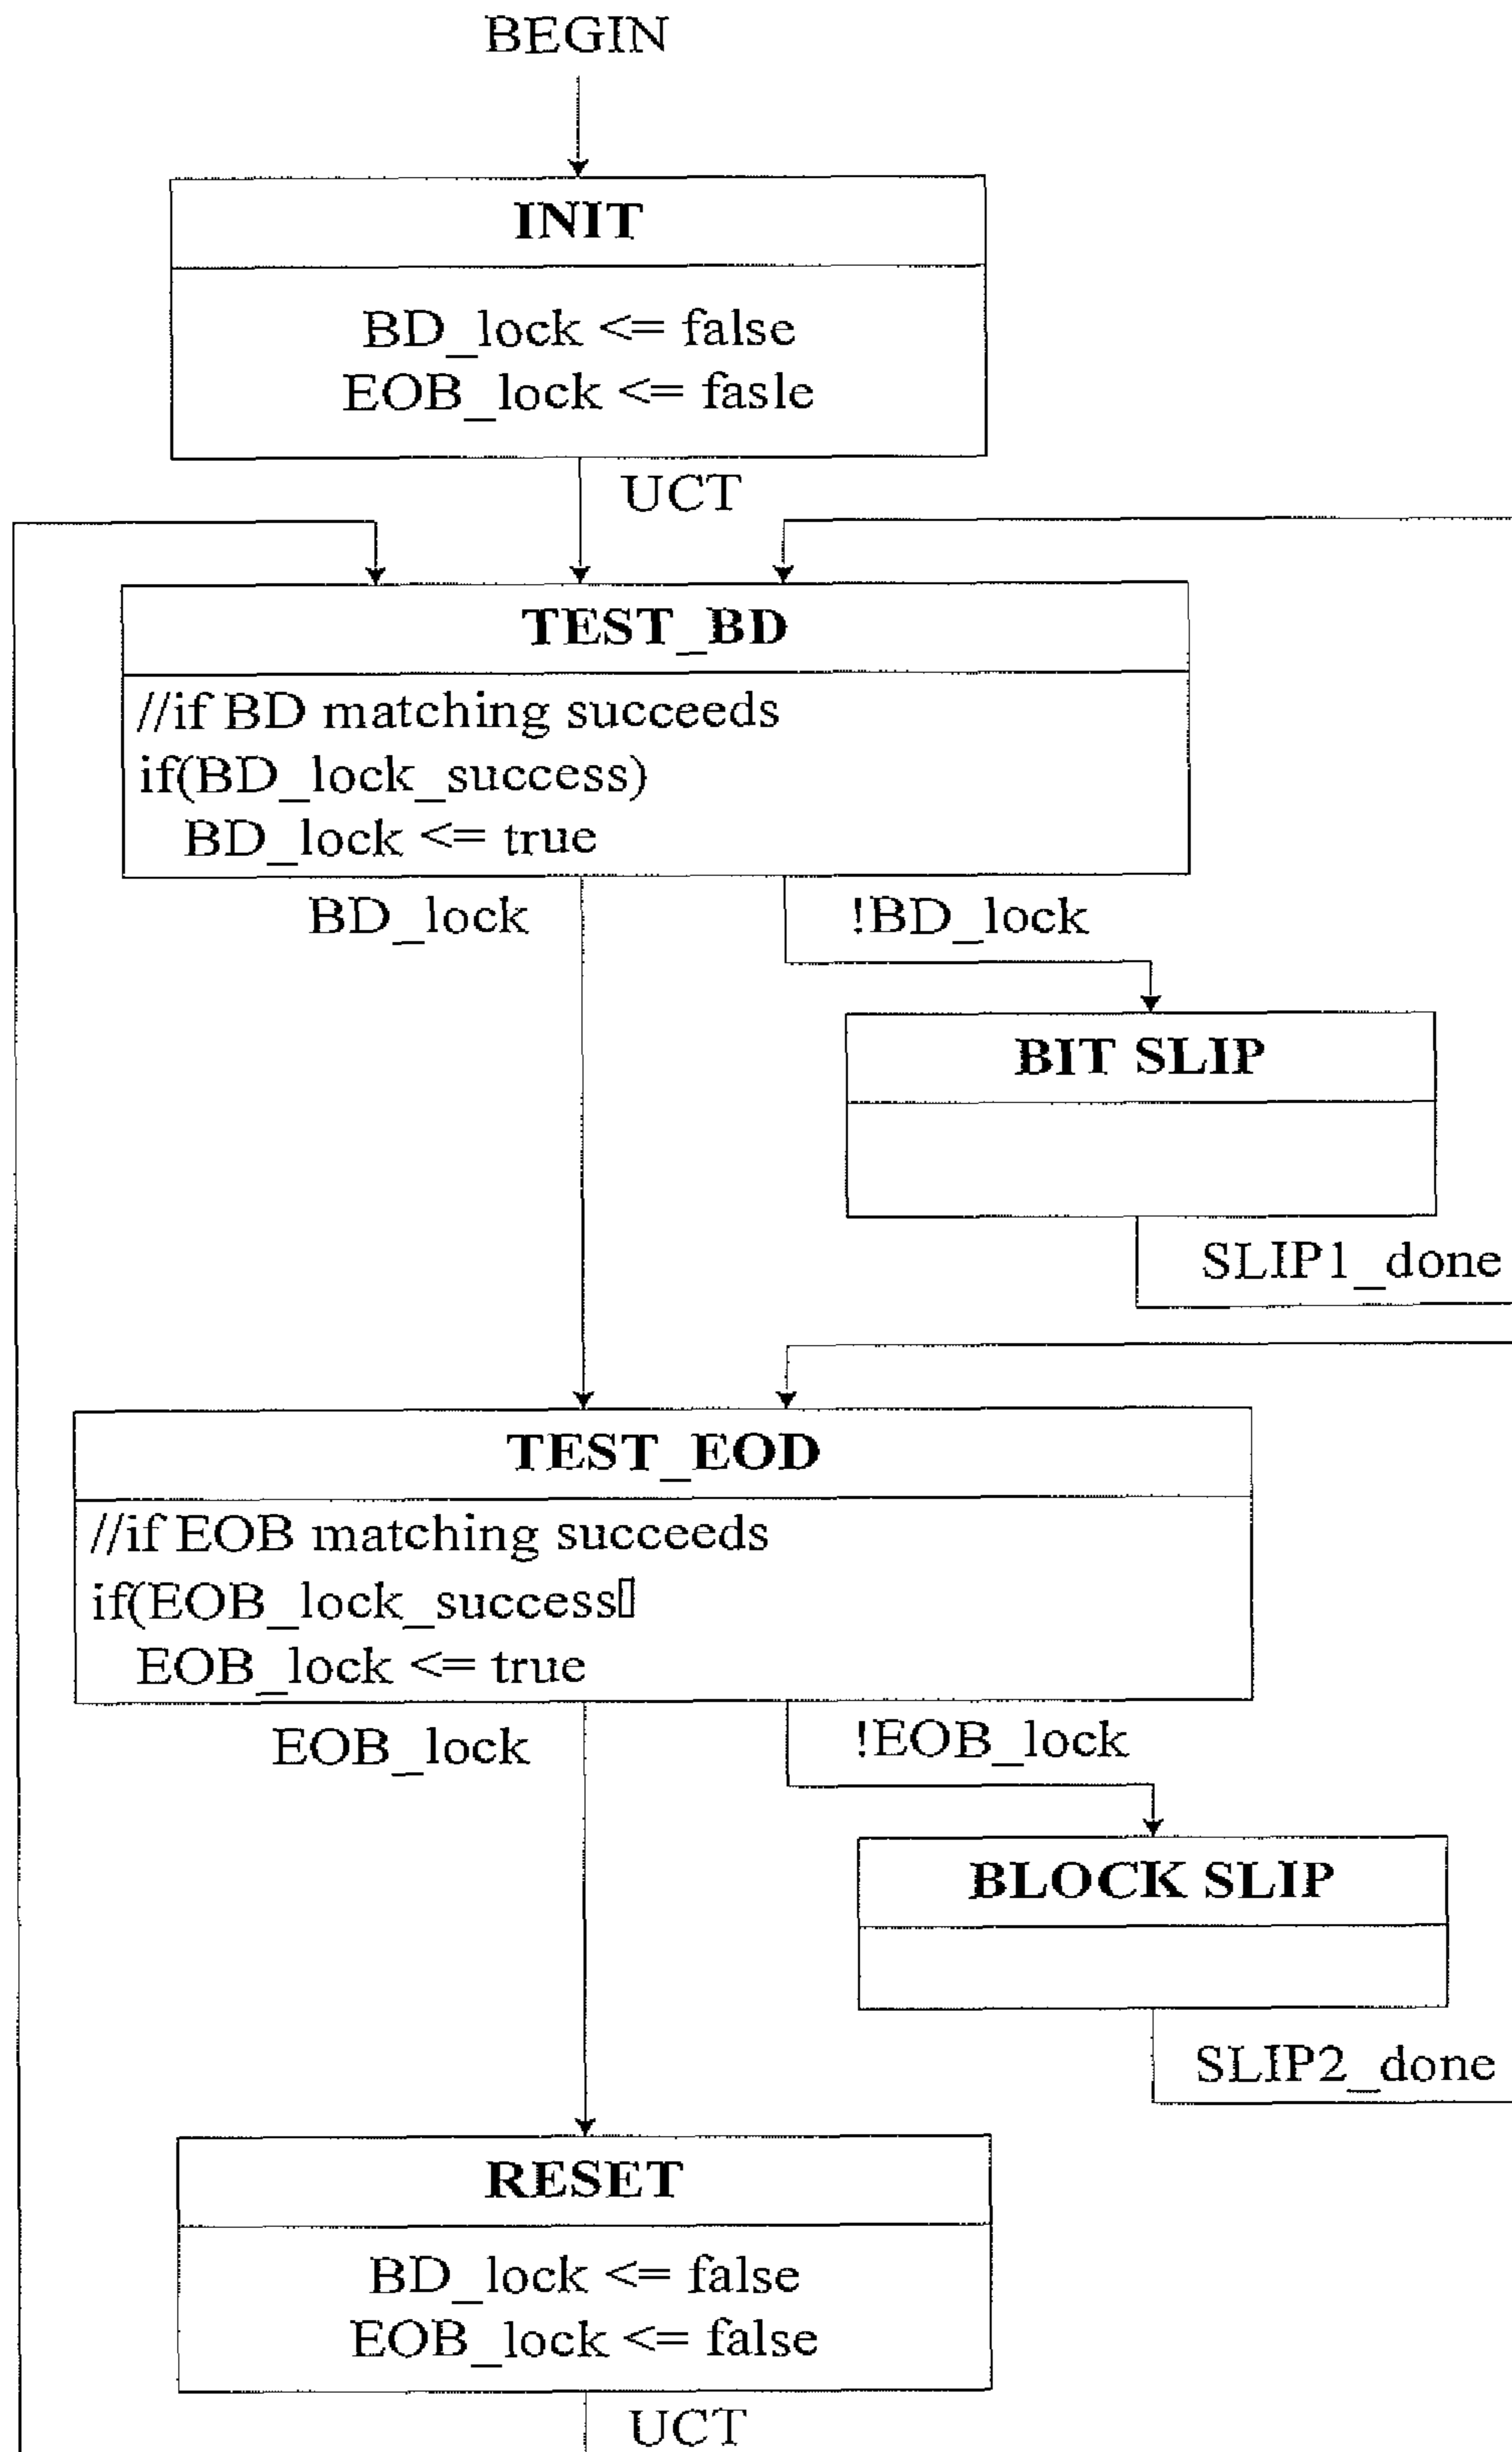 BEGIN
INIT
BD_lock <= false
EOB_lock <= fasle
UCT
TEST_BD
//if BD matching succeeds
if(BD_lock_success)
BD_lock <= true
BD_lock
!BD_lock
BIT SLIP
SLIP1_done
TEST_EOD
//if EOB matching succeeds
if(EOB_lock_success▯
EOB_lock <= true
EOB_lock
!EOB_lock
BLOCK SLIP
SLIP2_done
RESET
BD_lock <= false
EOB_lock <= false
UCT